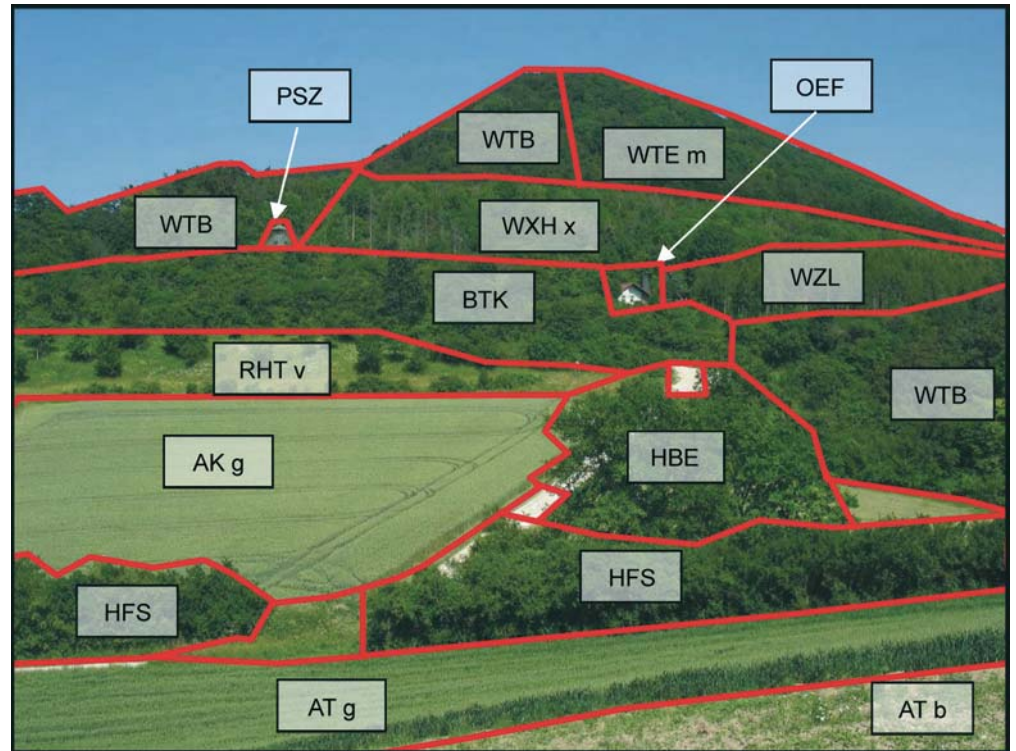 PSZ
OEF
WTB
WTE m
WTB
WXH x
BTK
WZL
RHT v
WTB
AK g
HBE
HFS
HFS
AT g
AT b